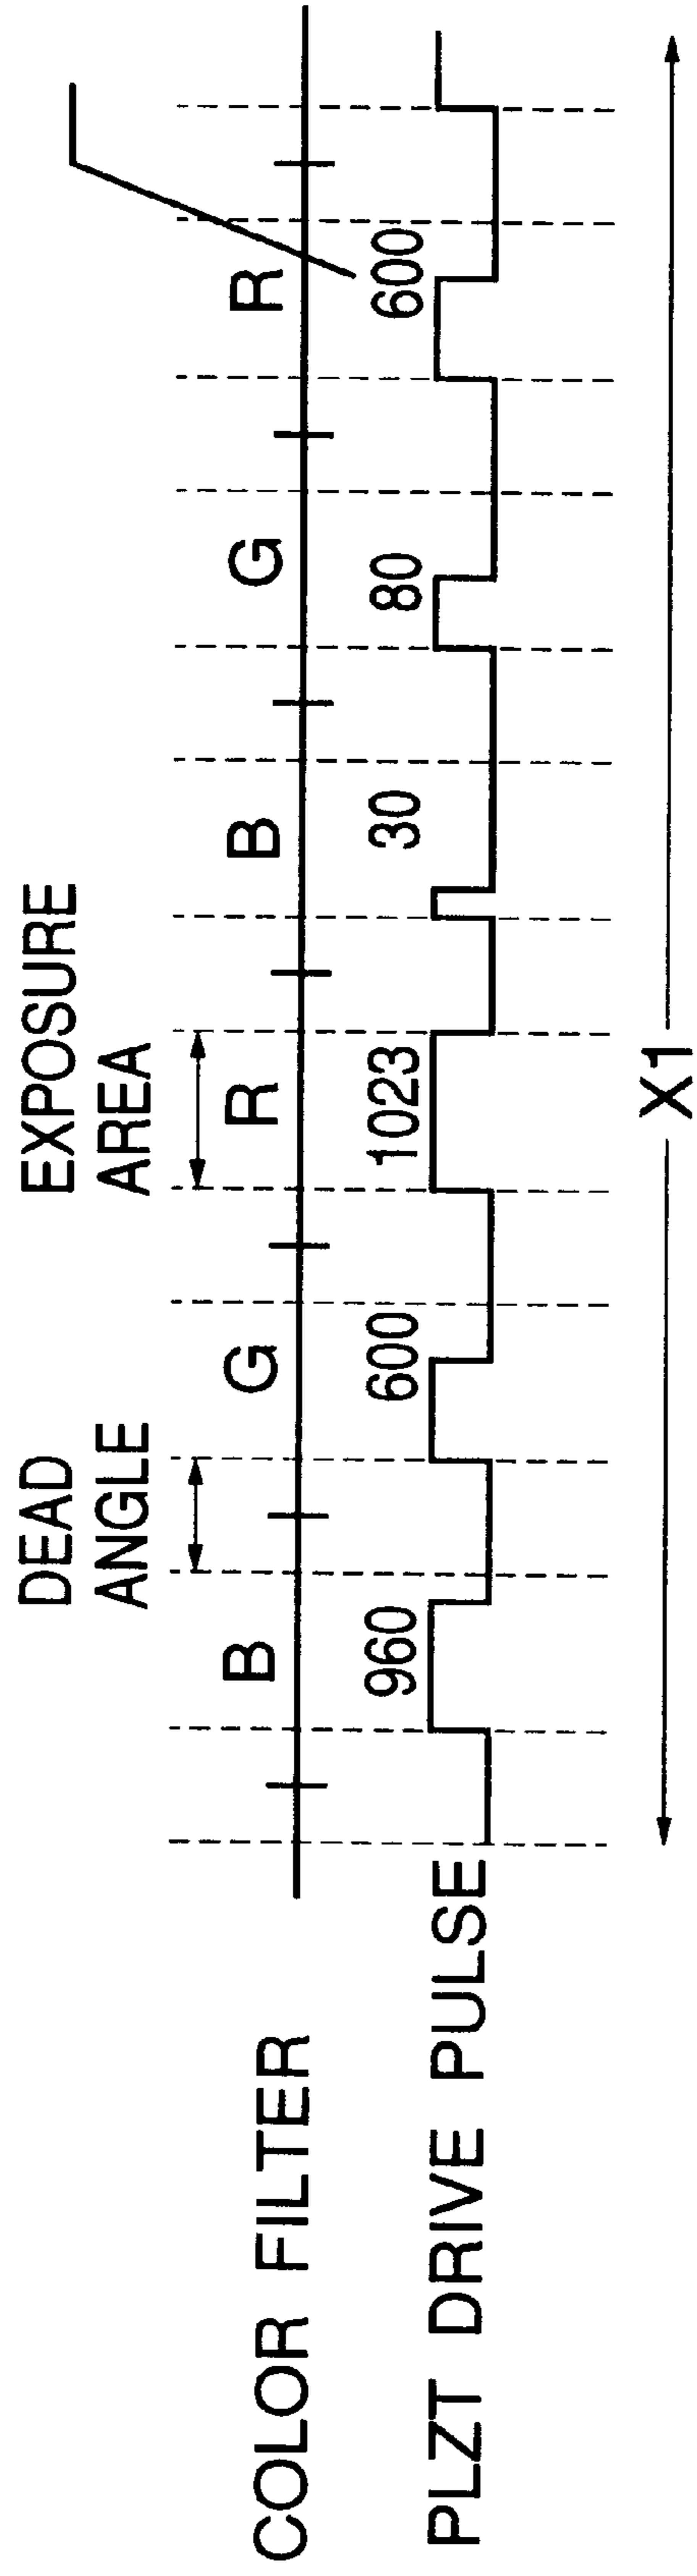 DEAD
ANGLE
EXPOSURE
AREA
COLOR FILTER
B G R B G R
PLZT DRIVE PULSE
960 600 1023 30 80 600
X1